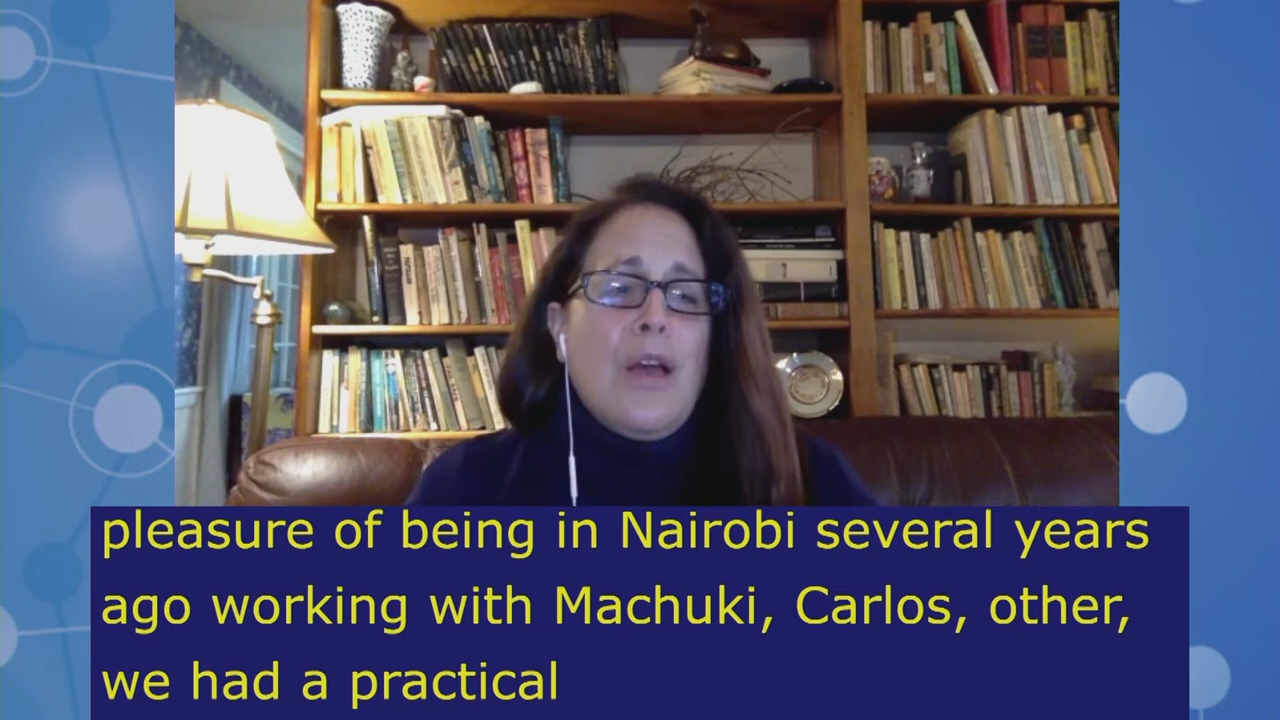 pleasure of being in Nairobi several years
ago working with Machuki, Carlos, other,
we had a practical